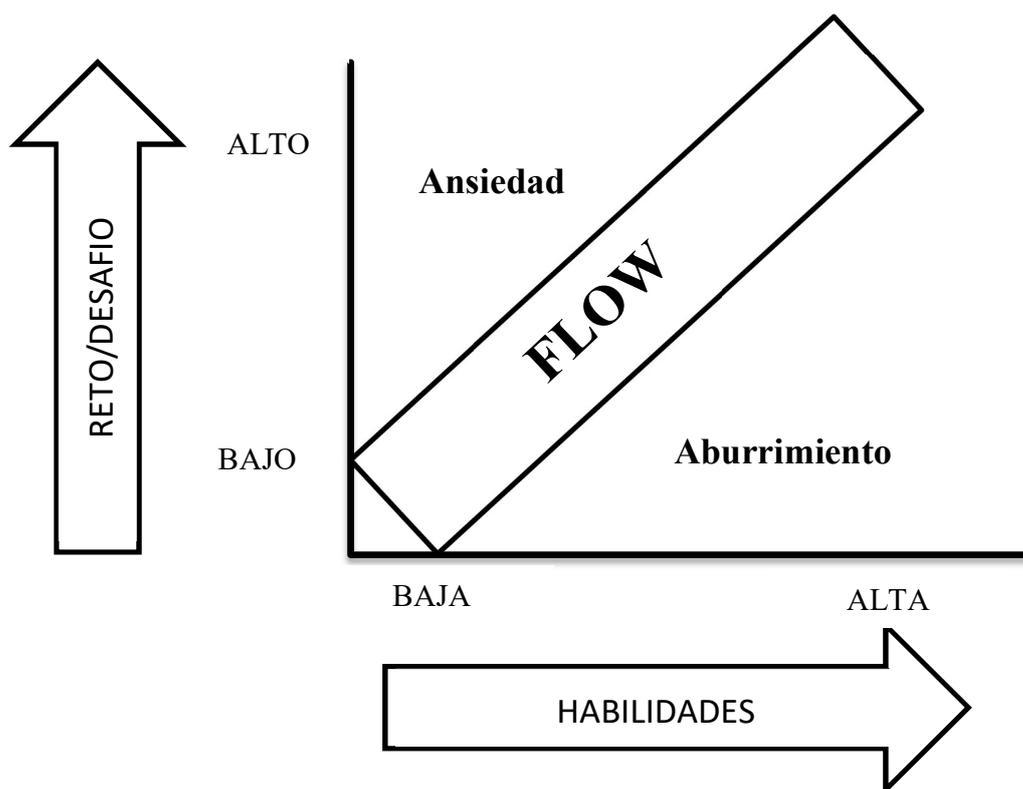 ALTO
Ansiedad
RETO/DESAFIO
FLOW
BAJO
Aburrimiento
BAJA
ALTA
HABILIDADES